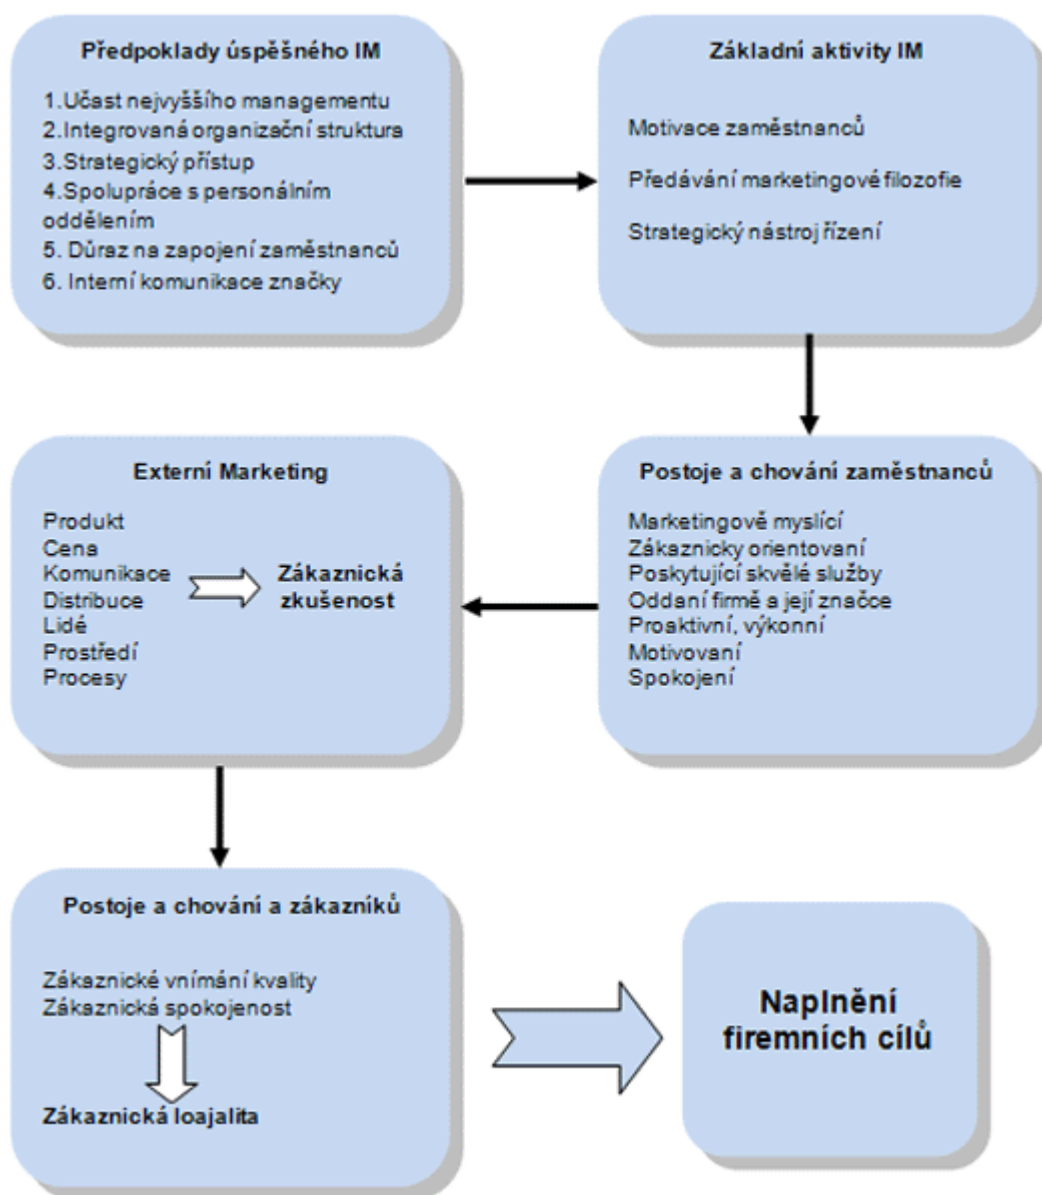 Předpoklady úspěšného IM
1.Učast nejvyššího managementu
2.Integrovaná organizační struktura
3.Strategický přístup
4.Spolupráce s personálním
oddělením
5. Důraz na zapojení zaměstnanců
6. Interní komunikace značky
Základní aktivity IM
Motivace zaměstnanců
Předávání marketingové filozofie
Strategický nástroj řízení
Postoje a chování zaměstnanců
Marketingově myslící
Zákaznicky orientovaní
Poskytující skvělé služby
Oddaní firmě a její značce
Proaktivní, výkonní
Motivovaní
Spokojení
Externí Marketing
Produkt
Cena
Komunikace
Distribuce
Lidé
Prostředí
Procesy
Zákaznická
zkušenost
Postoje a chování a zákazníků
Zákaznické vnímání kvality
Zákaznická spokojenost
Zákaznická loajalita
Naplnění
firemních cílů